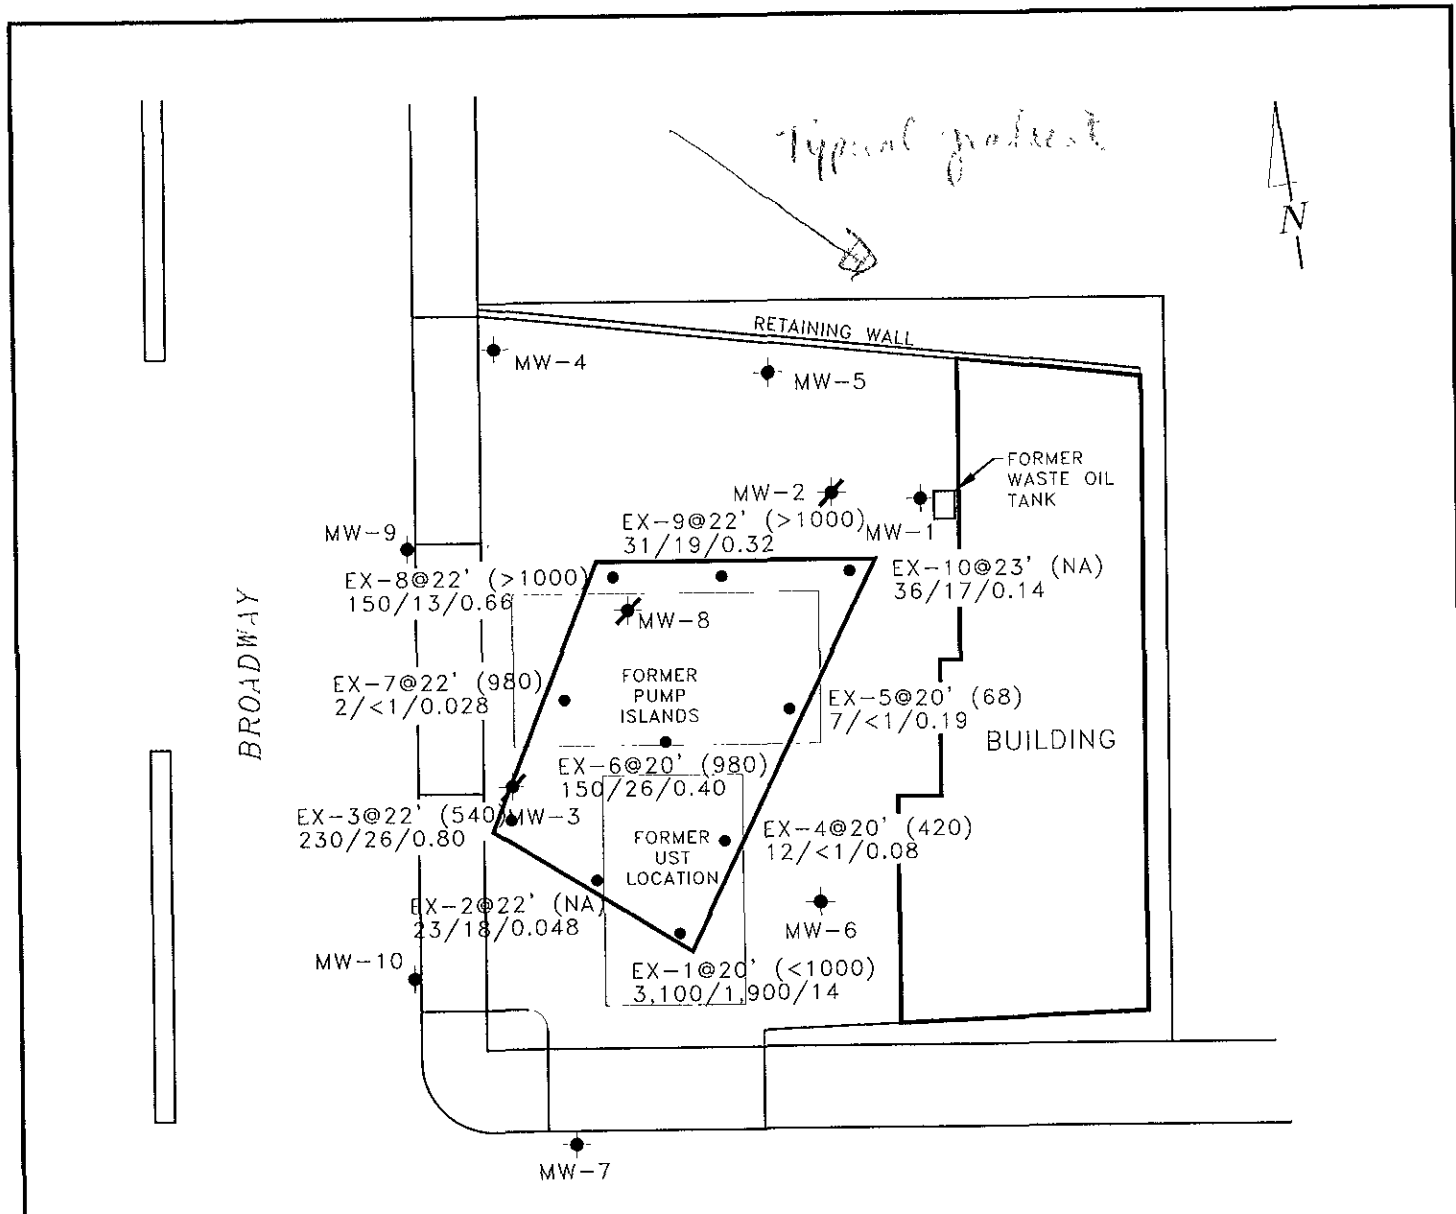 Typical gradient
N
RETAINING WALL
MW-4
MW-5
FORMER
WASTE OIL
TANK
MW-2
MW-1
EX-9@22' (>1000)
31/19/0.32
MW-9
EX-8@22' (>1000)
150/13/0.66
EX-10@23' (NA)
36/17/0.14
MW-8
BROADWAY
EX-7@22' (980)
2/<1/0.028
FORMER
PUMP
ISLANDS
EX-5@20' (68)
7/<1/0.19
BUILDING
EX-6@20' (980)
150/26/0.40
EX-3@22' (540)
230/26/0.80
MW-3
FORMER
UST
LOCATION
EX-4@20' (420)
12/<1/0.08
EX-2@22' (NA)
23/18/0.048
MW-6
MW-10
EX-1@20' (<1000)
3,100/1,900/14
MW-7